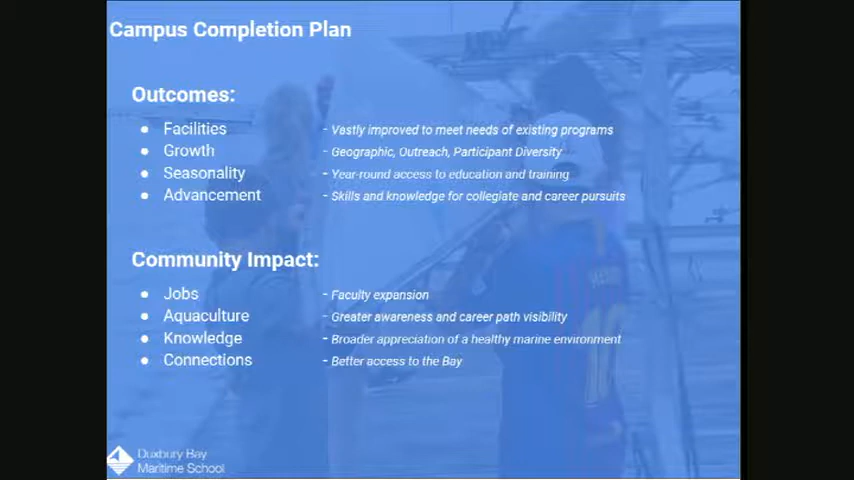 Campus Completion Plan
Outcomes:
● Facilities - Vastly improved to meet needs of existing programs
● Growth - Geographic, Outreach, Participant Diversity
● Seasonality - Year-round access to education and training
● Advancement - Skills and knowledge for collegiate and career pursuits
Community Impact:
● Jobs - Faculty expansion
● Aquaculture - Greater awareness and career path visibility
● Knowledge - Broader appreciation of a healthy marine environment
● Connections - Better access to the Bay
Duxbury Bay
Maritime School